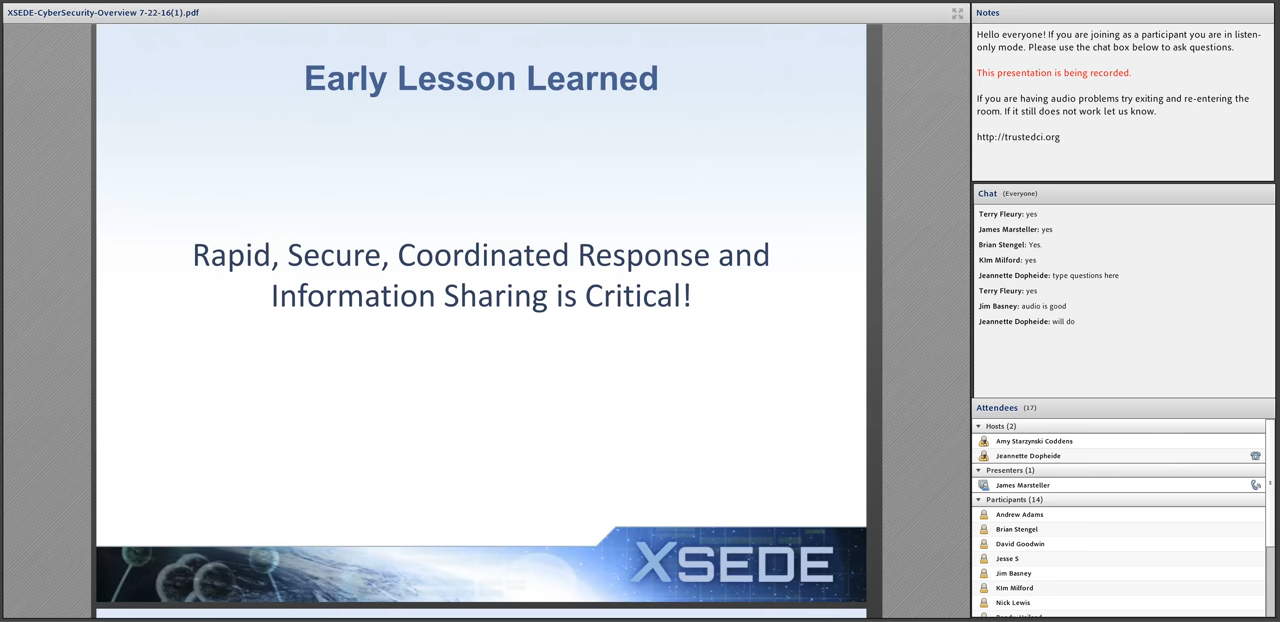 XSEDE-CyberSecurity-Overview 7-22-16(1).pdf
Early Lesson Learned
Rapid, Secure, Coordinated Response and
Information Sharing is Critical!
XSEDE
Notes
Hello everyone! If you are joining as a participant you are in listen-
only mode. Please use the chat box below to ask questions.
This presentation is being recorded.
If you are having audio problems try exiting and re-entering the
room. If it still does not work let us know.
http://trustedci.org
Chat (Everyone)
Terry Fleury: yes
James Marsteller: yes
Brian Stengel: Yes.
KIm Milford: yes
Jeannette Dopheide: type questions here
Terry Fleury: yes
Jim Basney: audio is good
Jeannette Dopheide: will do
Attendees (17)
Hosts (2)
Amy Starzynski Coddens
Jeannette Dopheide
Presenters (1)
James Marsteller
Participants (14)
Andrew Adams
Brian Stengel
David Goodwin
Jesse S
Jim Basney
KIm Milford
Nick Lewis